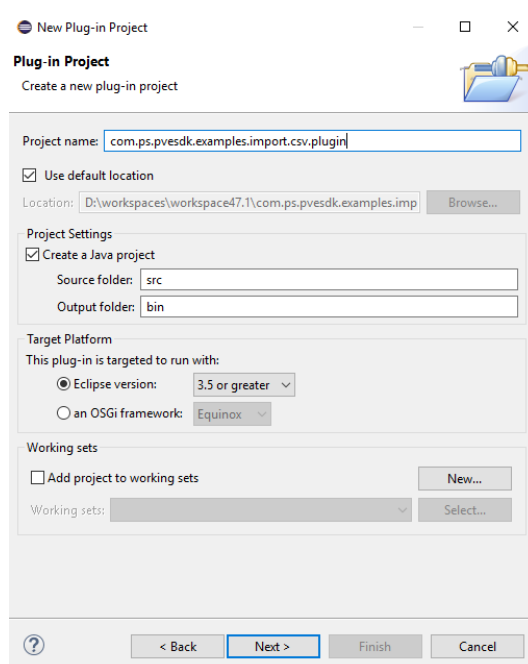 New Plug-in Project
Plug-in Project
Create a new plug-in project
Project name: com.ps.pvesdk.examples.import.csv.plugin
Use default location
Location: D:\workspaces\workspace47.1\com.ps.pvesdk.examples.imp Browse...
Project Settings
Create a Java project
Source folder: src
Output folder: bin
Target Platform
This plug-in is targeted to run with:
Eclipse version: 3.5 or greater
an OSGi framework: Equinox
Working sets
Add project to working sets New...
Working sets: Select...
? < Back Next > Finish Cancel